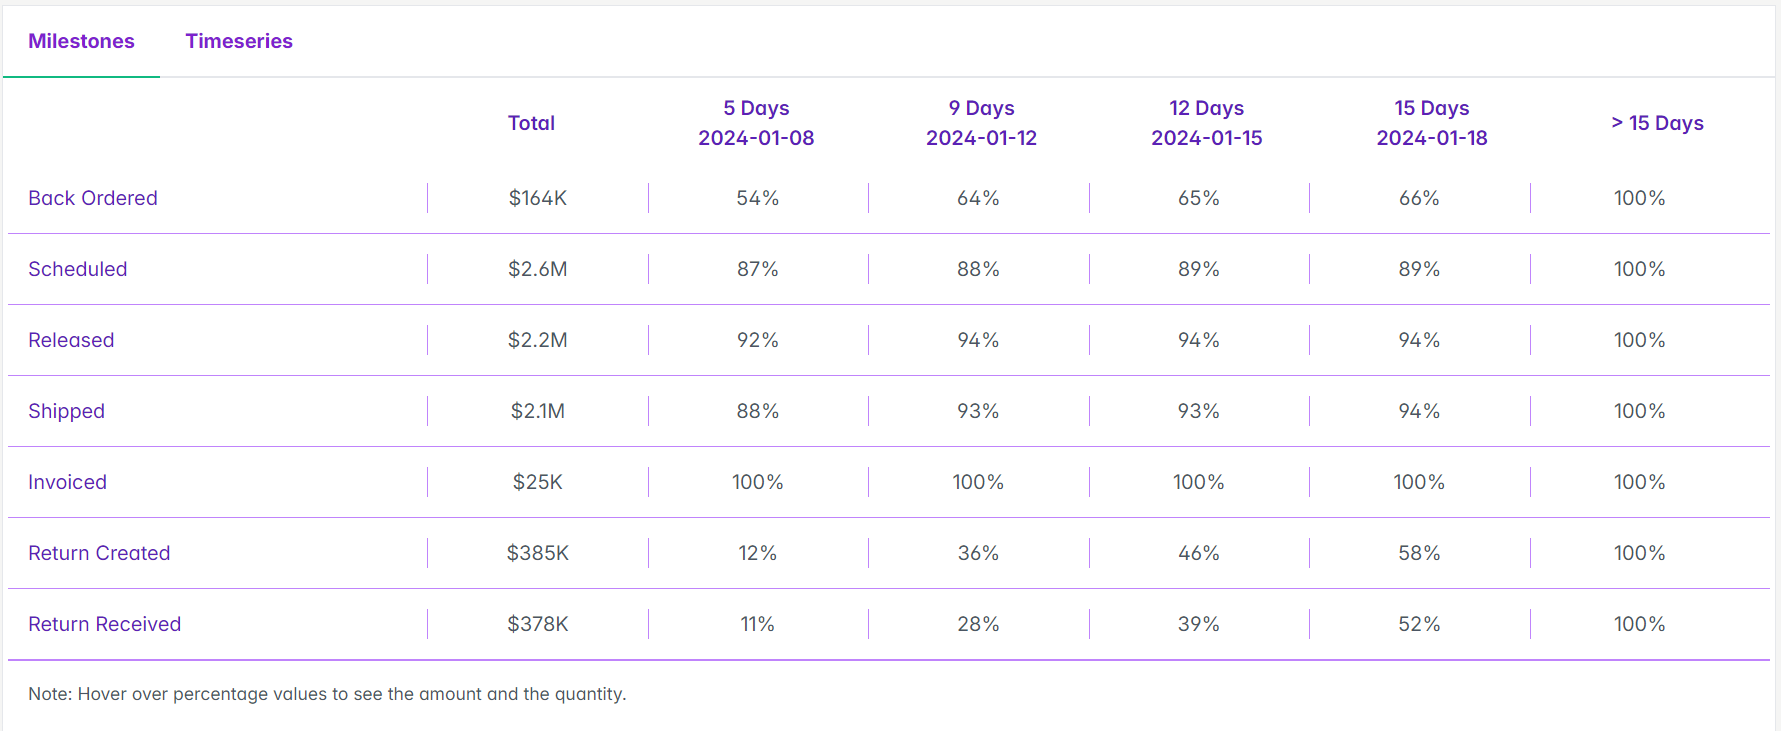 Milestones Timeseries
Total 5 Days 2024-01-08 9 Days 2024-01-12 12 Days 2024-01-15 15 Days 2024-01-18 > 15 Days
Back Ordered $164K 54% 64% 65% 66% 100%
Scheduled $2.6M 87% 88% 89% 89% 100%
Released $2.2M 92% 94% 94% 94% 100%
Shipped $2.1M 88% 93% 93% 94% 100%
Invoiced $25K 100% 100% 100% 100% 100%
Return Created $385K 12% 36% 46% 58% 100%
Return Received $378K 11% 28% 39% 52% 100%
Note: Hover over percentage values to see the amount and the quantity.